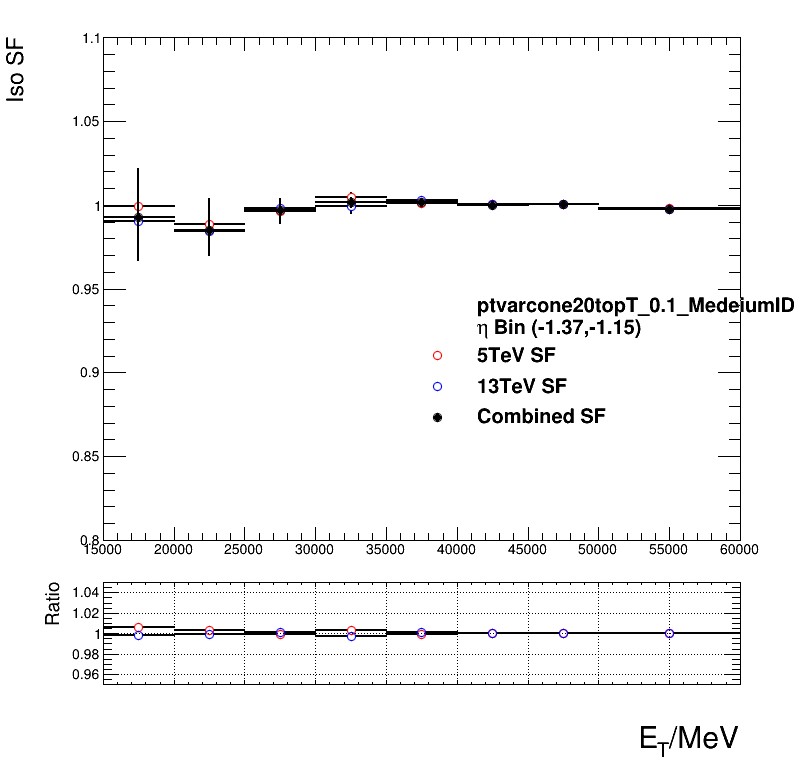 Iso SF
1.1
1.05
1
0.95
0.9
0.85
0.8
ptvarcone20topT_0.1_MedeiumID
η Bin (-1.37,-1.15)
5TeV SF
13TeV SF
Combined SF
15000 20000 25000 30000 35000 40000 45000 50000 55000 60000
Ratio
1.04
1.02
1
0.98
0.96
E_T/MeV